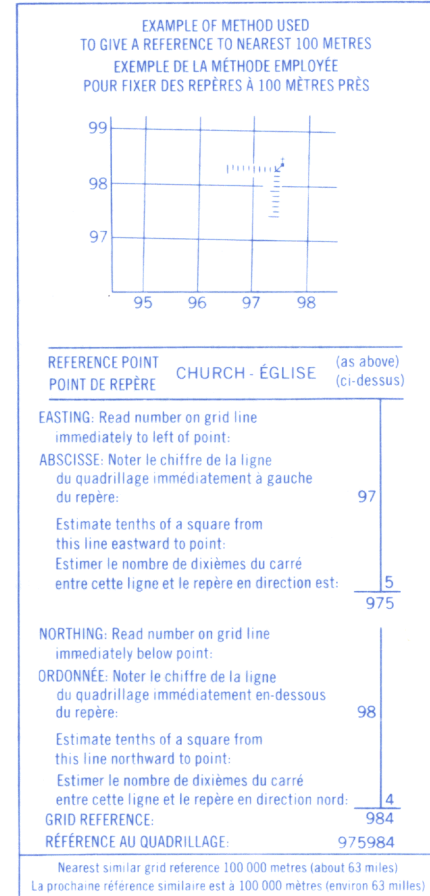 EXAMPLE OF METHOD USED
TO GIVE A REFERENCE TO NEAREST 100 METRES
EXEMPLE DE LA MÉTHODE EMPLOYÉE
POUR FIXER DES REPÈRES À 100 MÈTRES PRÈS
99
98
97
95 96 97 98
REFERENCE POINT
POINT DE REPÈRE
CHURCH - ÉGLISE
(as above)
(ci-dessus)
EASTING: Read number on grid line
immediately to left of point:
ABSCISSE: Noter le chiffre de la ligne
du quadrillage immédiatement à gauche
du repère: 97
Estimate tenths of a square from
this line eastward to point:
Estimer le nombre de dixièmes du carré
entre cette ligne et le repère en direction est: 5
975
NORTHING: Read number on grid line
immediately below point:
ORDONNÉE: Noter le chiffre de la ligne
du quadrillage immédiatement en-dessous
du repère: 98
Estimate tenths of a square from
this line northward to point:
Estimer le nombre de dixièmes du carré
entre cette ligne et le repère en direction nord: 4
GRID REFERENCE: 984
RÉFÉRENCE AU QUADRILLAGE: 975984
Nearest similar grid reference 100 000 metres (about 63 miles)
La prochaine référence similaire est à 100 000 mètres (environ 63 milles)